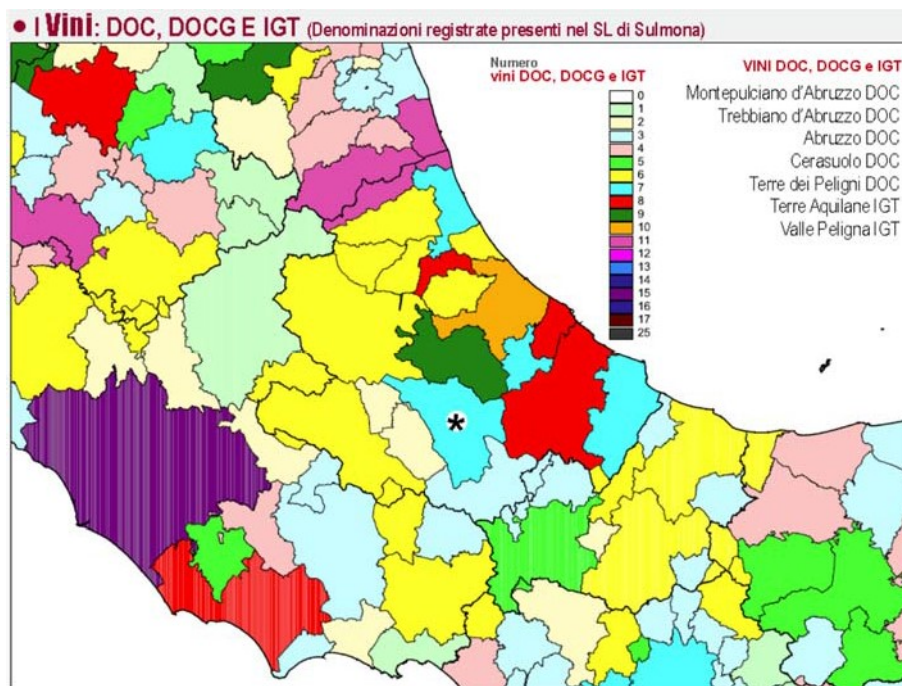 • I Vini: DOC, DOCG E IGT (Denominazioni registrate presenti nel SL di Sulmona)
Numero
vini DOC, DOCG e IGT
0
1
2
3
4
5
6
7
8
9
10
11
12
13
14
15
16
17
25
VINI DOC, DOCG e IGT
Montepulciano d'Abruzzo DOC
Trebbiano d'Abruzzo DOC
Abruzzo DOC
Cerasuolo DOC
Terre dei Peligni DOC
Terre Aquilane IGT
Valle Peligna IGT
*